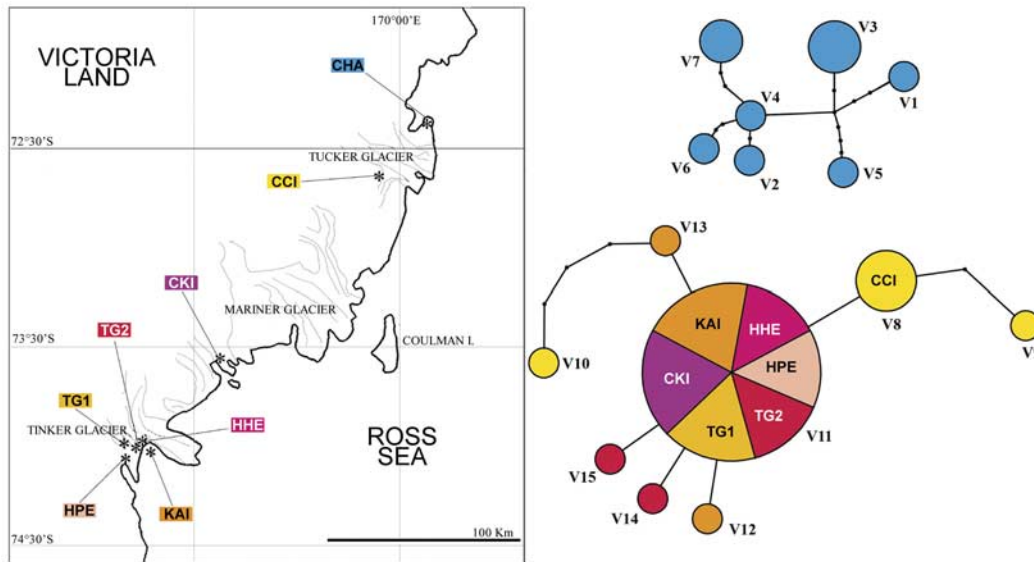 170°00'E
VICTORIA
LAND
CHA
72°30'S
TUCKER GLACIER
CCI
CKI
MARINER GLACIER
TG2
73°30'S
COULMAN I.
TG1
TINKER GLACIER
HHE
ROSS
SEA
HPE
KAI
100 Km
74°30'S
V3
V7
V1
V4
V6
V2
V5
V13
CCI
KAI
HHE
V8
V10
CKI
HPE
TG1
TG2
V11
V15
V14
V12